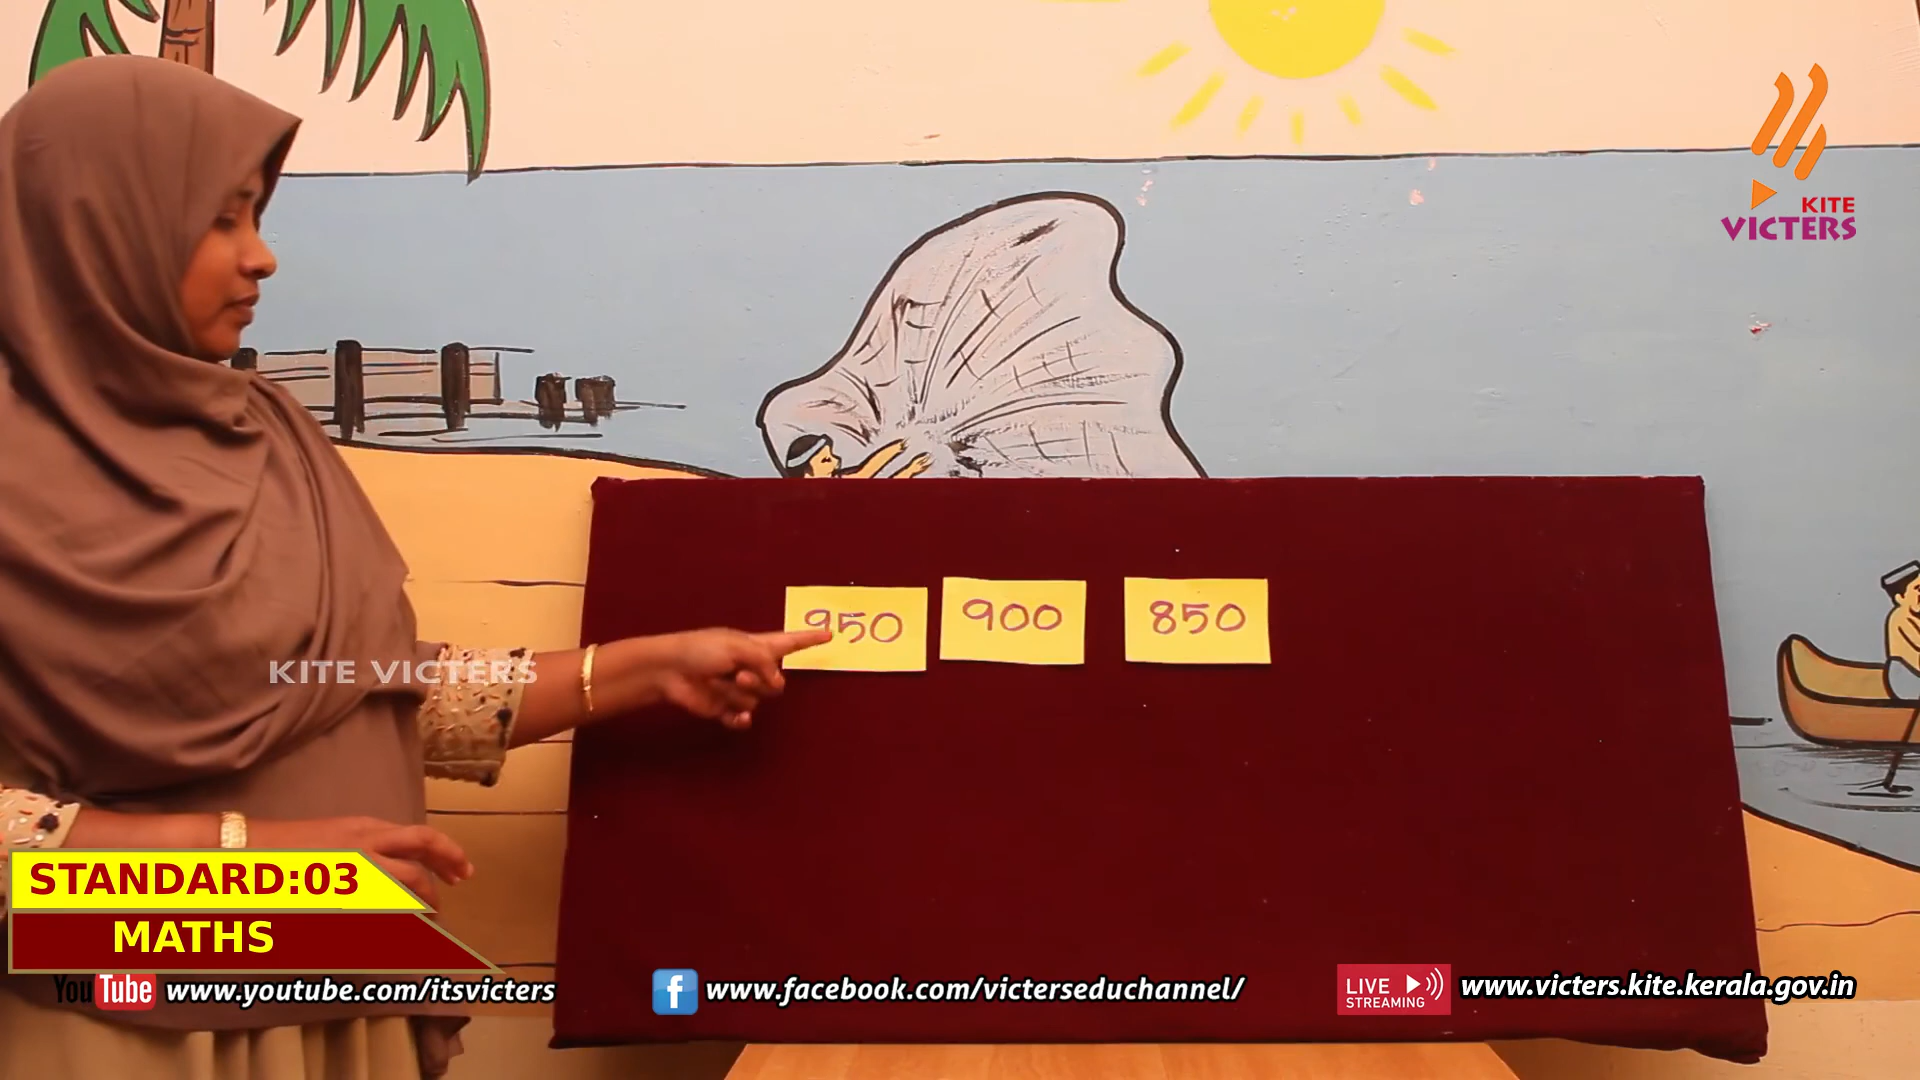 KITE
VICTERS
950 900 850
KITE VICTERS
STANDARD:03
MATHS
YouTube www.youtube.com/itsvicters
f www.facebook.com/victerseduchannel/
LIVE
STREAMING
www.victers.kite.kerala.gov.in